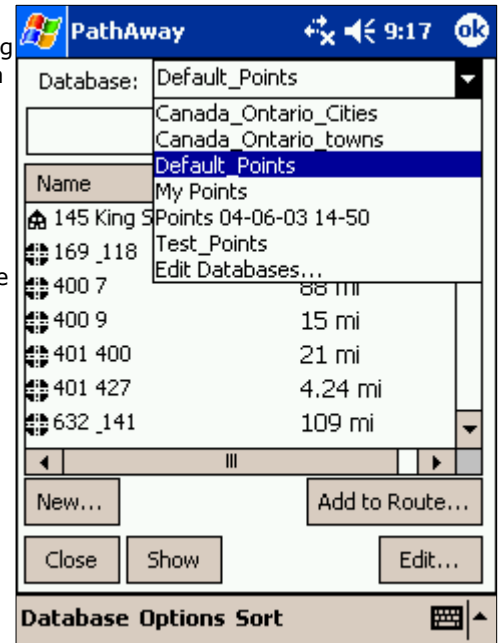 PathAway 9:17 ok
g
Database: Default_Points
Canada_Ontario_Cities
Canada_Ontario_towns
Default_Points
My Points
Points 04-06-03 14-50
Test_Points
Edit Databases...
Name
145 King S
169 _118
e
400 7 88 mi
400 9 15 mi
401 400 21 mi
401 427 4.24 mi
632 _141 109 mi
New... Add to Route...
Close Show Edit...
Database Options Sort